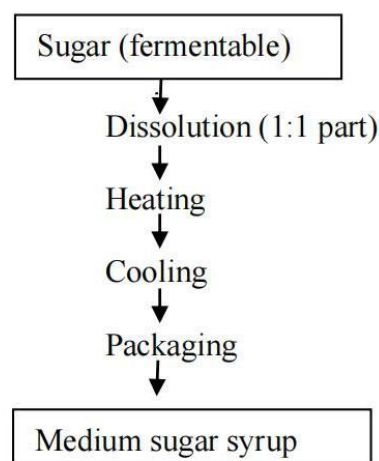 Sugar (fermentable)
Dissolution (1:1 part)
Heating
Cooling
Packaging
Medium sugar syrup